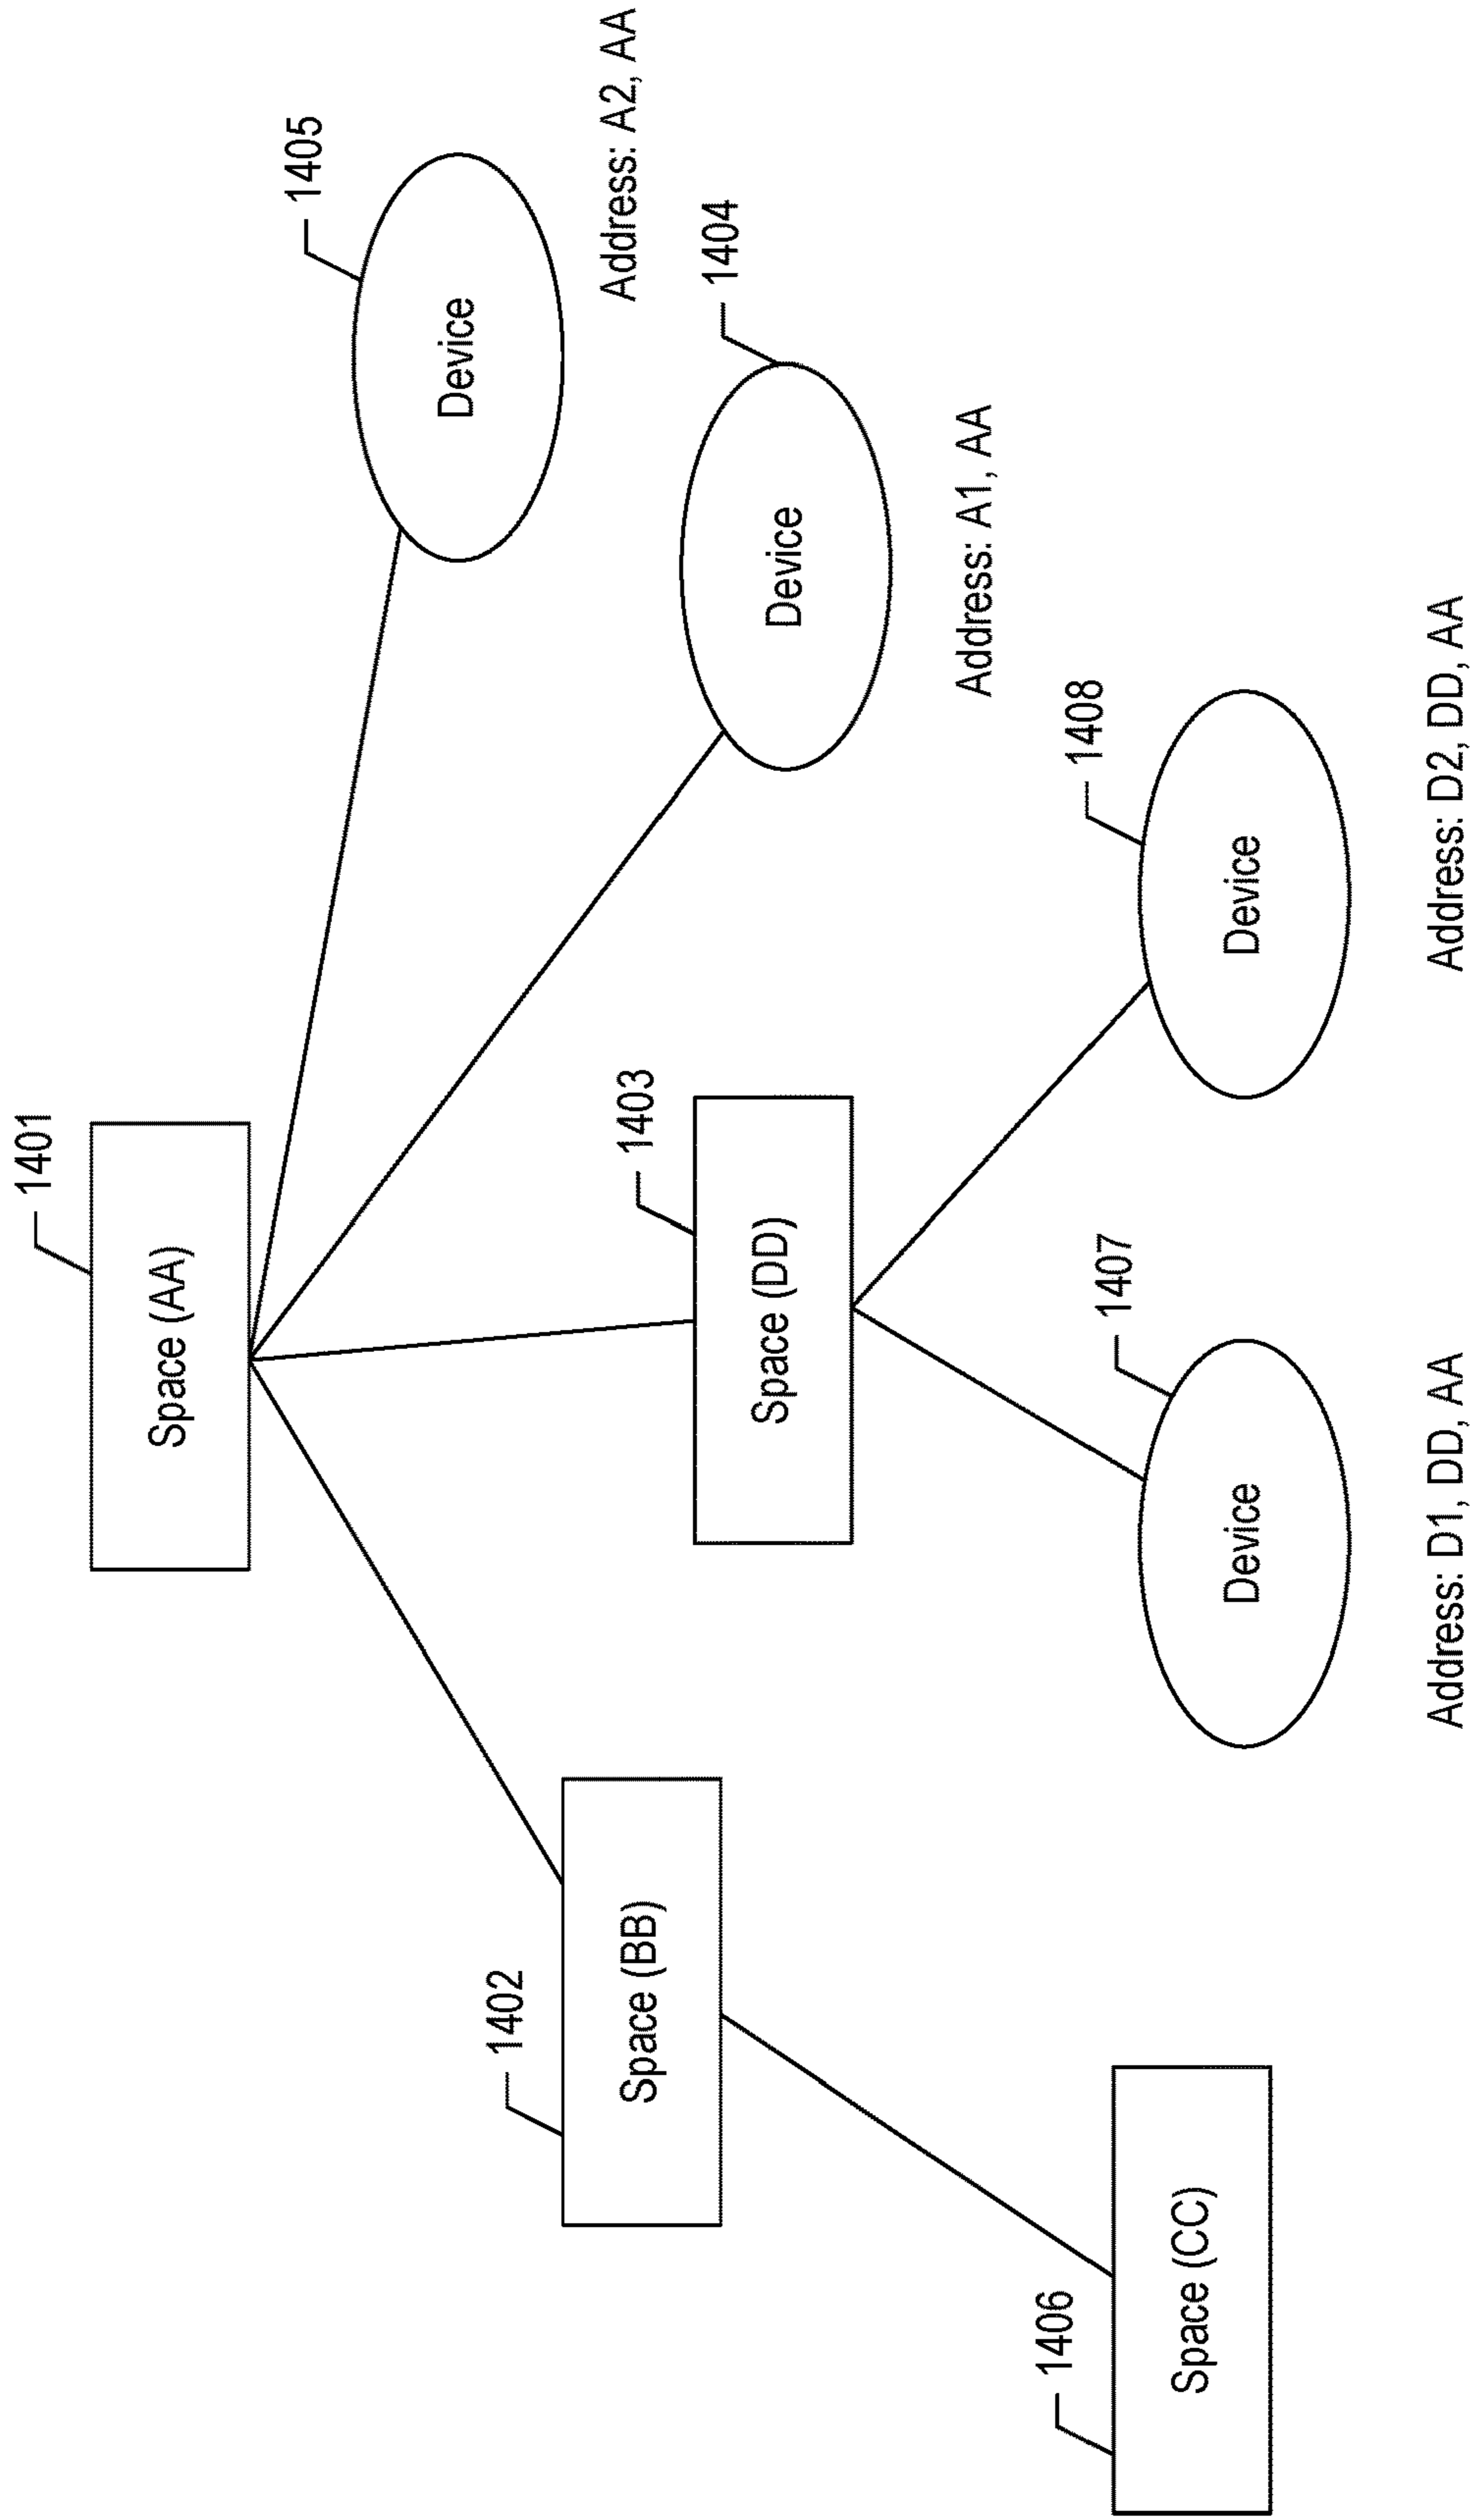 1401
Space (AA)
1405
Device
Address: A2, AA
1402
Space (BB)
1403
Space (DD)
1404
Device
Address: A1, AA
1406
Space (CC)
1407
Device
Address: D1, DD, AA
1408
Device
Address: D2, DD, AA